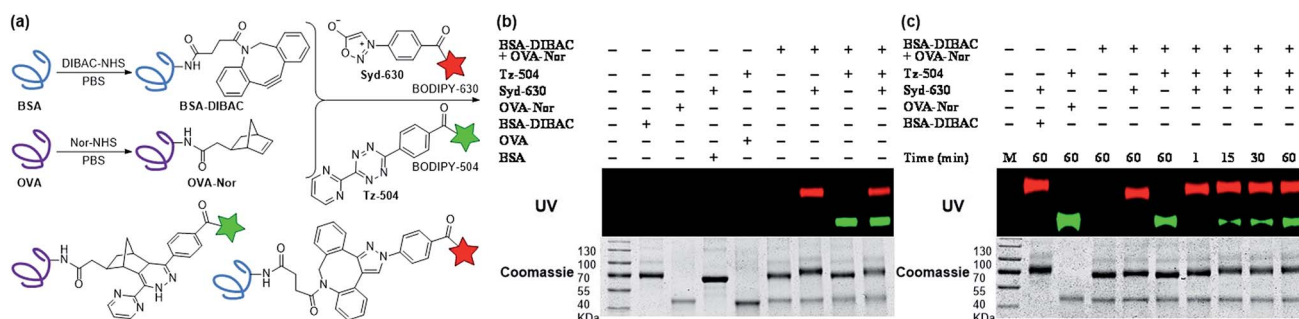 (a)
BSA
DIBAC-NHS
PBS
NH
O
O
N
BSA-DIBAC
O
N
O
N
+
Syd-630
O
BODIPY-630
OVA
Nor-NHS
PBS
H
N
O
OVA-Nor
O
BODIPY-504
N
N
N
N
N
N
Tz-504
H
N
O
O
N
NH
N
N
H
N
O
O
N
N
N
O
(b)
BSA-DIBAC + OVA-Nor – – – – – + + + +
Tz-504 – – – – + – – + +
Syd-630 – – – + – – + – +
OVA-Nor – – + – – – – – –
BSA-DIBAC – + – – – – – – –
OVA – – – – + – – – –
BSA – – – + – – – – –
UV
Coomassie
130
100
70
55
40
KDa
(c)
BSA-DIBAC + OVA-Nor – – – + + + + + + +
Tz-504 – – + – – + + + + +
Syd-630 – + – – + – + + + +
OVA-Nor – – + – – – – – – –
BSA-DIBAC – + – – – – – – – –
Time (min) M 60 60 60 60 60 1 15 30 60
UV
Coomassie
130
100
70
55
40
KDa